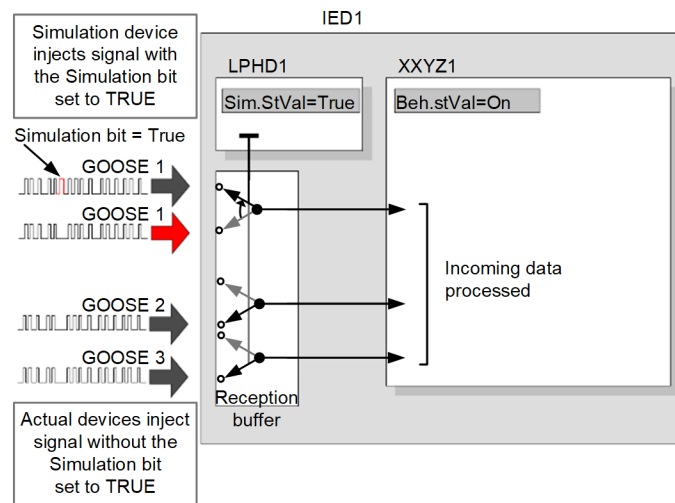 IED1
Simulation device
injects signal with
the Simulation bit
set to TRUE
LPHD1
XXYZ1
Sim.StVal=True
Beh.stVal=On
Simulation bit = True
GOOSE 1
GOOSE 1
Incoming data
processed
GOOSE 2
GOOSE 3
Reception
buffer
Actual devices inject
signal without the
Simulation bit
set to TRUE